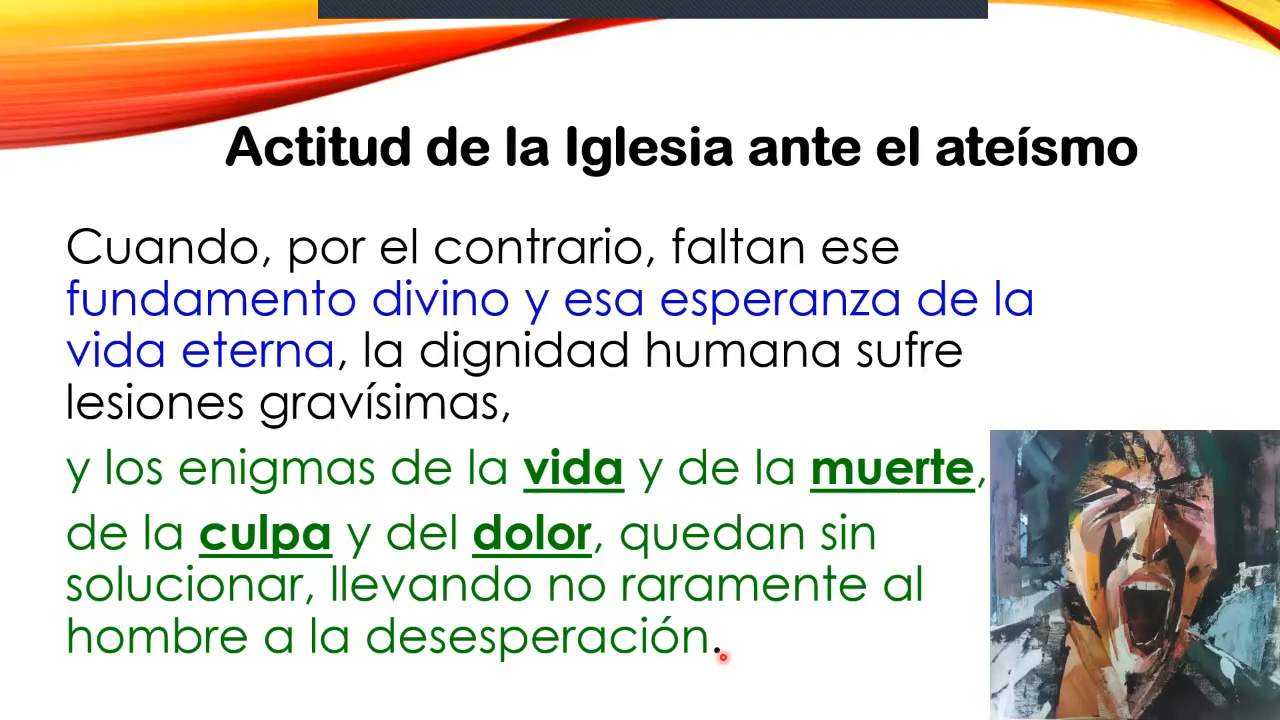 Actitud de la Iglesia ante el ateísmo
Cuando, por el contrario, faltan ese
fundamento divino y esa esperanza de la
vida eterna, la dignidad humana sufre
lesiones gravísimas,
y los enigmas de la vida y de la muerte,
de la culpa y del dolor, quedan sin
solucionar, llevando no raramente al
hombre a la desesperación.